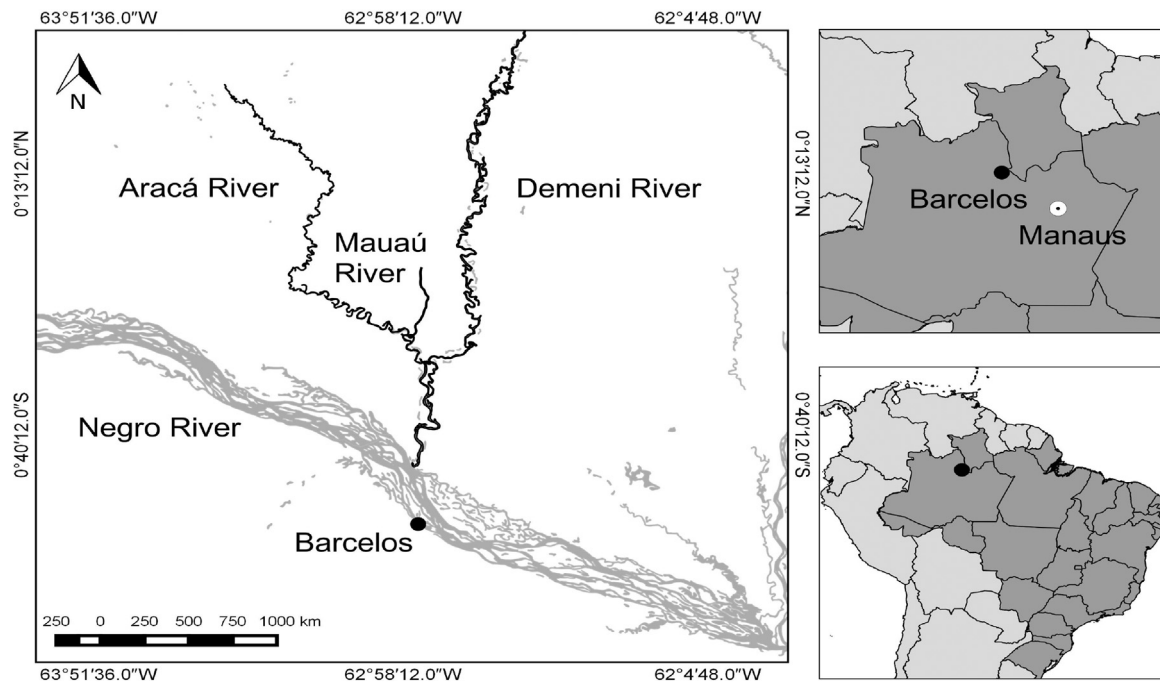 63°51'36.0"W 62°58'12.0"W 62°4'48.0"W
N
0°13'12.0"N
Aracá River
Demeni River
Mauaú
River
Negro River
0°40'12.0"S
Barcelos
250 0 250 500 750 1000 km
63°51'36.0"W 62°58'12.0"W 62°4'48.0"W
0°13'12.0"N
0°40'12.0"S
Barcelos
Manaus